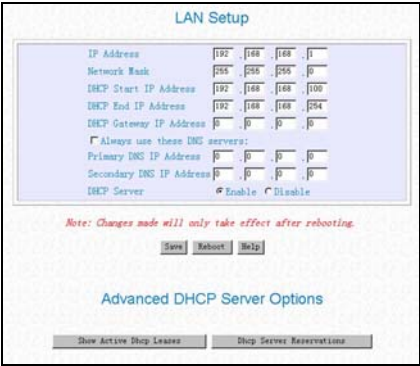 LAN Setup
IP Address 192 . 168 . 168 . 1
Network Mask 255 . 255 . 255 . 0
DHCP Start IP Address 192 . 168 . 168 . 100
DHCP End IP Address 192 . 168 . 168 . 254
DHCP Gateway IP Address 0 . 0 . 0 . 0
Always use these DNS servers:
Primary DNS IP Address 0 . 0 . 0 . 0
Secondary DNS IP Address 0 . 0 . 0 . 0
DHCP Server Enable Disable
Note: Changes made will only take effect after rebooting.
Save Reboot Help
Advanced DHCP Server Options
Show Active Dhcp Leases Dhcp Server Reservations